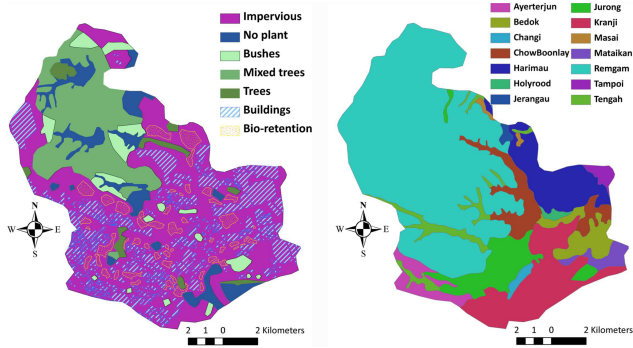 Impervious
No plant
Bushes
Mixed trees
Trees
Buildings
Bio-retention
N
W E
S
2 1 0 2 Kilometers
Ayerterjun
Bedok
Changi
ChowBoonlay
Harimau
Holyrood
Jerangau
Jurong
Kranji
Masai
Mataikan
Remgam
Tampoi
Tengah
N
W E
S
2 1 0 2 Kilometers